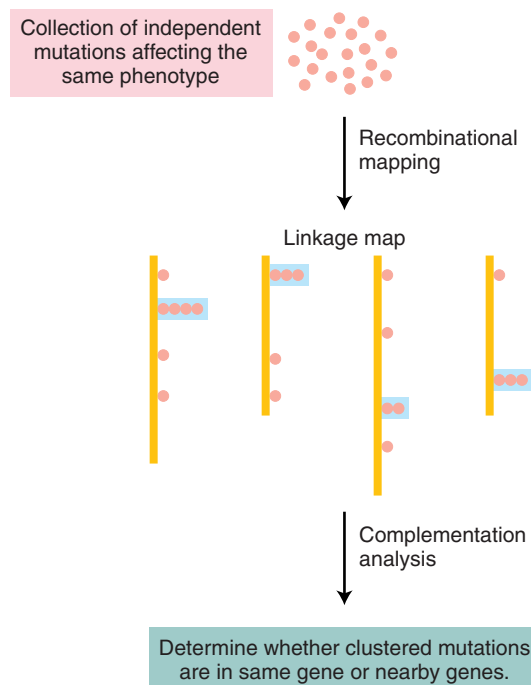 Collection of independent
mutations affecting the
same phenotype
Recombinational
mapping
Linkage map
Complementation
analysis
Determine whether clustered mutations
are in same gene or nearby genes.